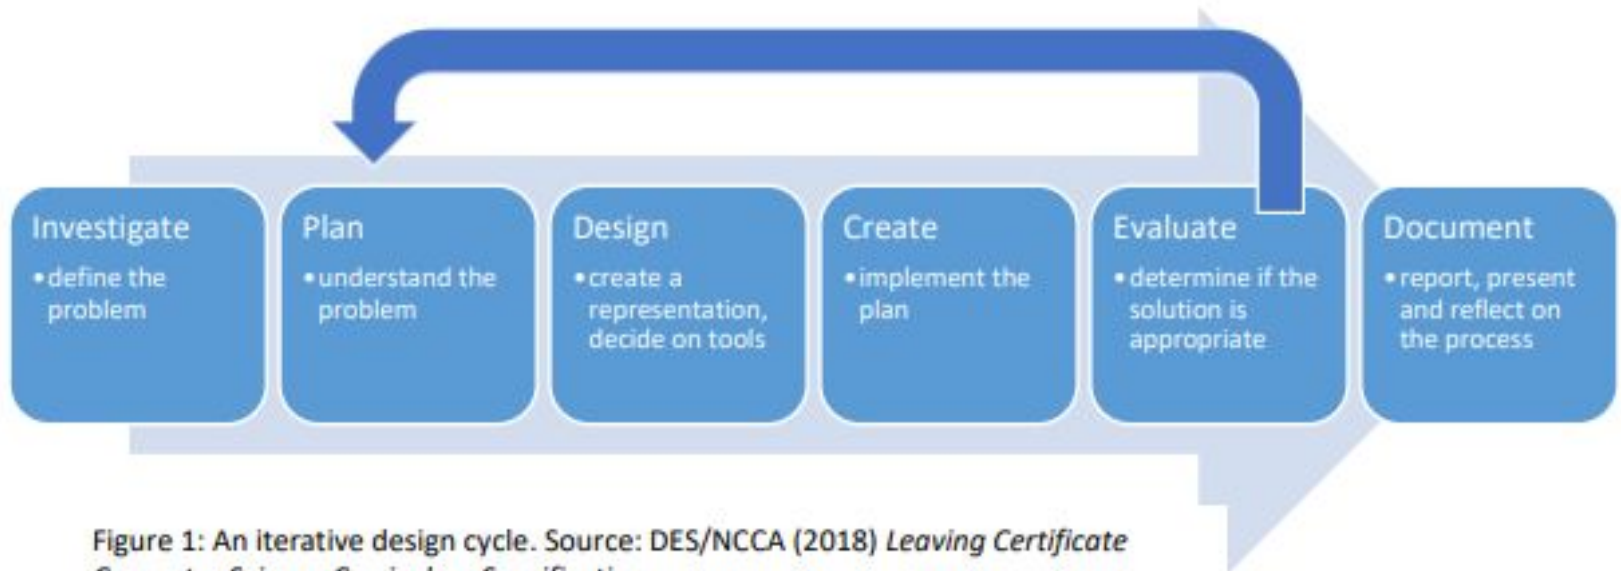 Investigate
• define the
problem
Plan
• understand the
problem
Design
• create a
representation,
decide on tools
Create
• implement the
plan
Evaluate
• determine if the
solution is
appropriate
Document
• report, present
and reflect on
the process
Figure 1: An iterative design cycle. Source: DES/NCCA (2018) Leaving Certificate